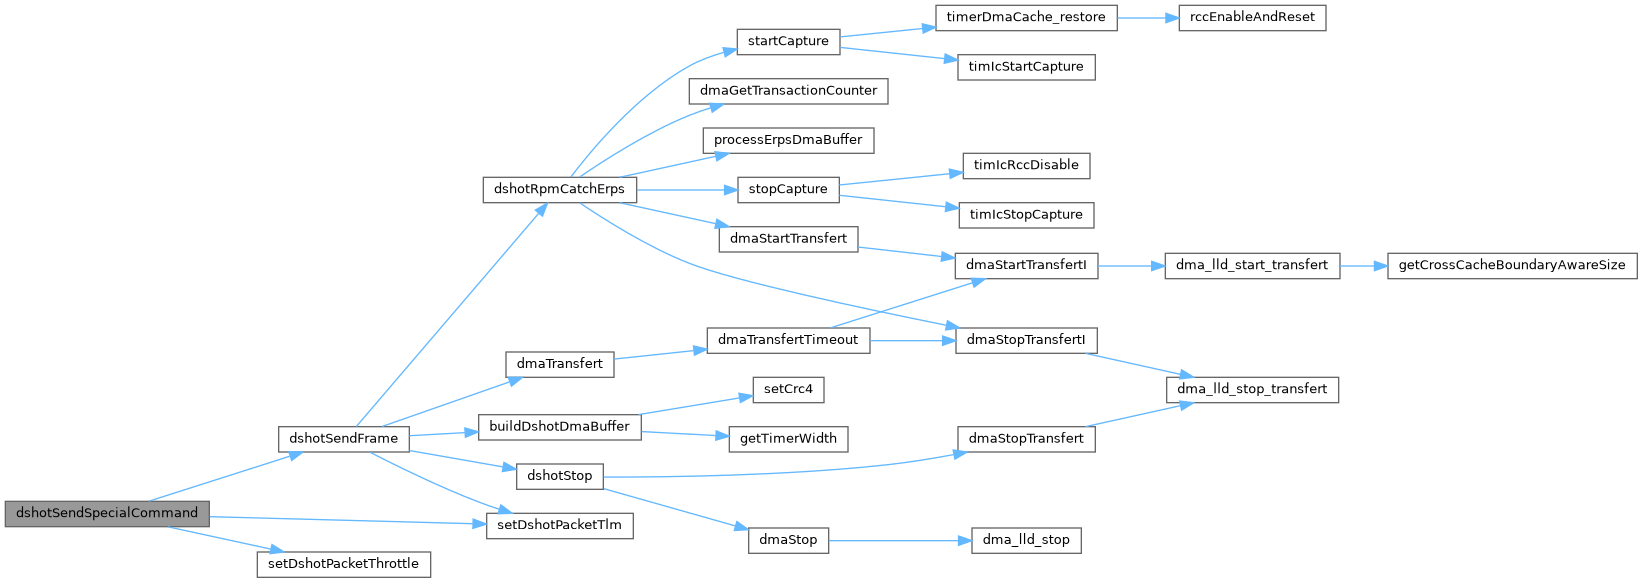 timerDmaCache_restore
rccEnableAndReset
startCapture
timIcStartCapture
dmaGetTransactionCounter
processErpsDmaBuffer
timIcRccDisable
dshotRpmCatchErps
stopCapture
timIcStopCapture
dmaStartTransfert
dmaStartTransfertI
dma_lld_start_transfert
getCrossCacheBoundaryAwareSize
dmaTransfertTimeout
dmaStopTransfertI
dmaTransfert
setCrc4
dma_lld_stop_transfert
buildDshotDmaBuffer
dshotSendFrame
getTimerWidth
dmaStopTransfert
dshotStop
dshotSendSpecialCommand
setDshotPacketTlm
dmaStop
dma_lld_stop
setDshotPacketThrottle